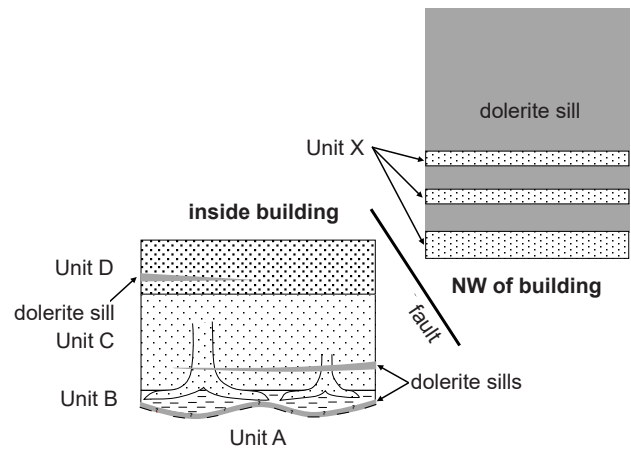 dolerite sill
Unit X
inside building
Unit D
NW of building
dolerite sill
fault
Unit C
dolerite sills
Unit B
Unit A